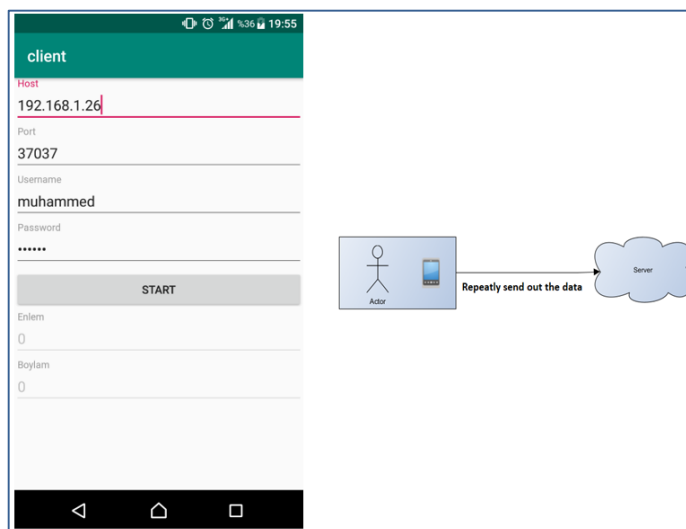 3G %36 19:55
client
Host
192.168.1.26
Port
37037
Username
muhammed
Password
••••••
START
Enlem
0
Boylam
0
Actor
Repeatly send out the data
Server